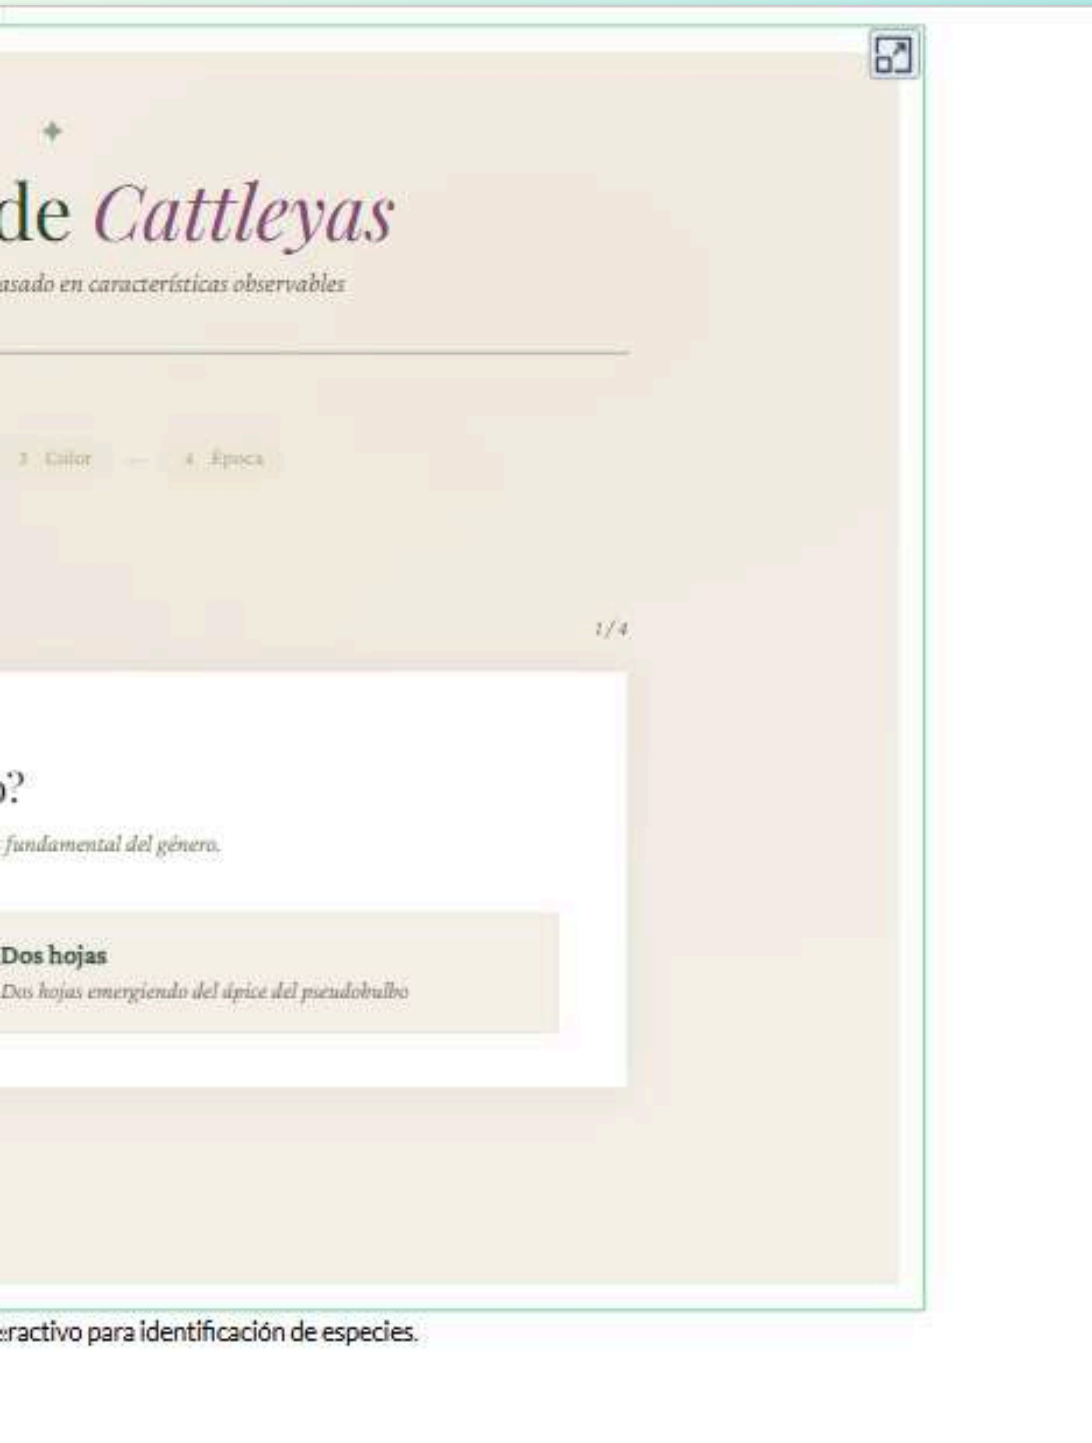 de Cattleyas
asado en características observables
3 Color — 4 Época
1 / 4
o?
fundamental del género.
Dos hojas
Dos hojas emergiendo del ápice del pseudobulbo
eractivo para identificación de especies.